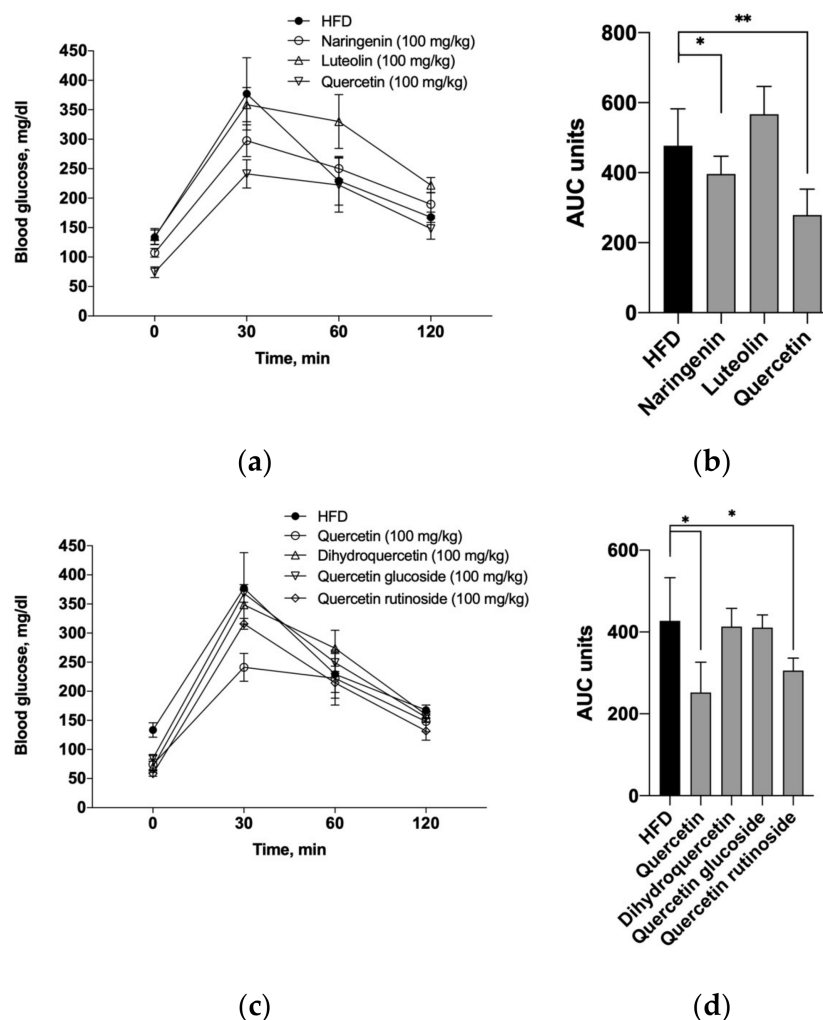 HFD
Naringenin (100 mg/kg)
Luteolin (100 mg/kg)
Quercetin (100 mg/kg)
Blood glucose, mg/dl
450
400
350
300
250
200
150
100
50
0
0 30 60 120
Time, min
(a)
* **
AUC units
800
600
400
200
0
HFD
Naringenin
Luteolin
Quercetin
(b)
HFD
Quercetin (100 mg/kg)
Dihydroquercetin (100 mg/kg)
Quercetin glucoside (100 mg/kg)
Quercetin rutinoside (100 mg/kg)
Blood glucose, mg/dl
450
400
350
300
250
200
150
100
50
0
0 30 60 120
Time, min
(c)
* *
AUC units
600
400
200
0
HFD
Quercetin
Dihydroquercetin
Quercetin glucoside
Quercetin rutinoside
(d)